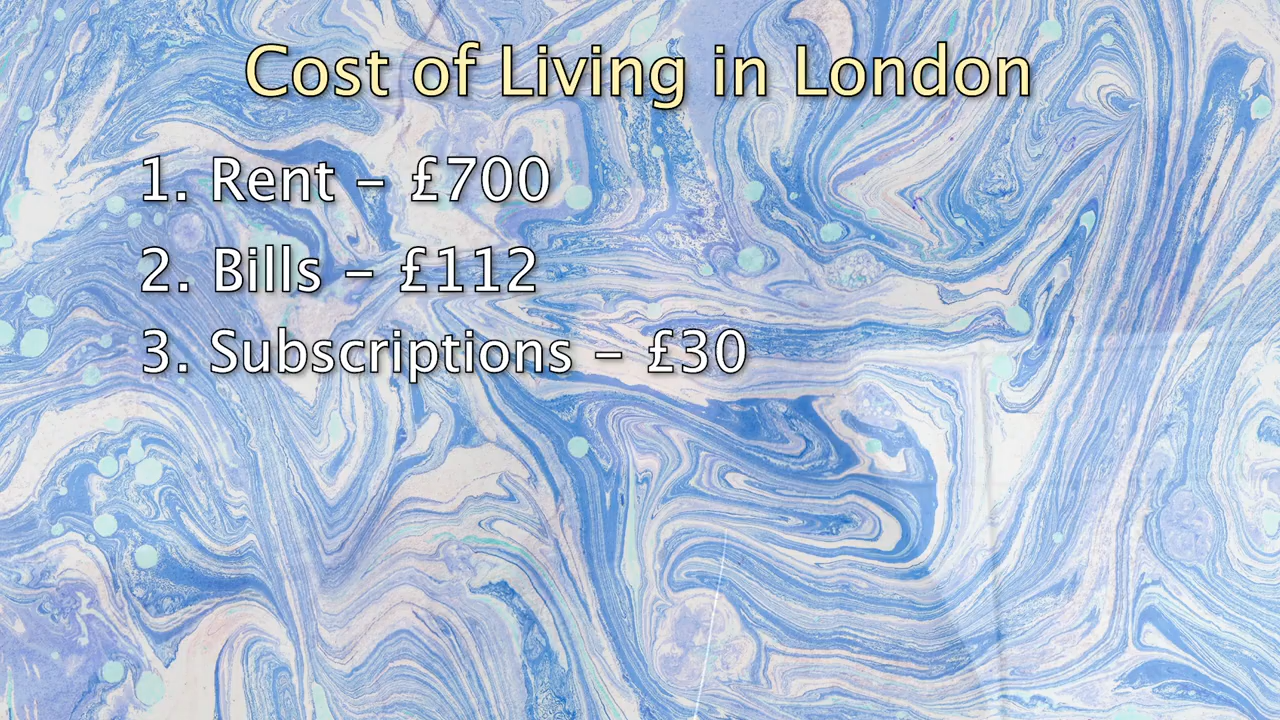 Cost of Living in London
1. Rent – £700
2. Bills – £112
3. Subscriptions – £30